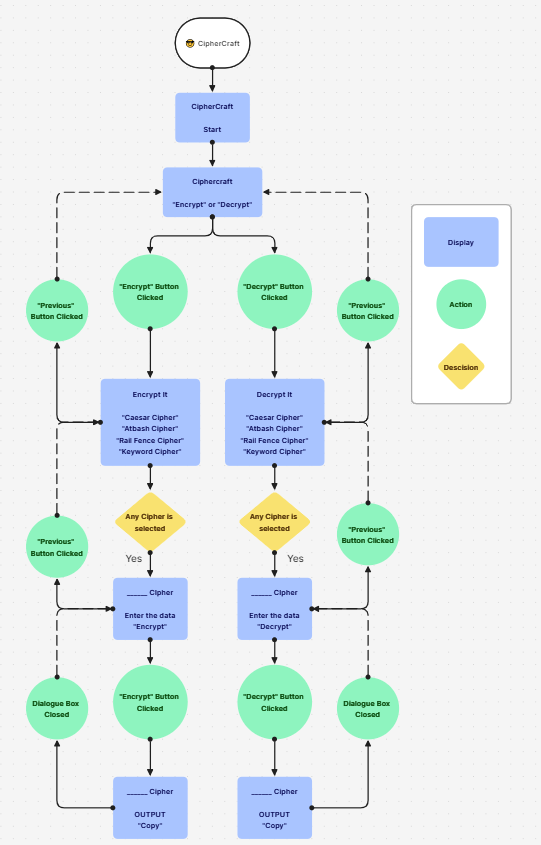 😎 CipherCraft
CipherCraft
Start
Ciphercraft
"Encrypt" or "Decrypt"
"Encrypt" Button
Clicked
"Decrypt" Button
Clicked
"Previous"
Button Clicked
"Previous"
Button Clicked
Display
Action
Descision
Encrypt It
"Caesar Cipher"
"Atbash Cipher"
"Rail Fence Cipher"
"Keyword Cipher"
Decrypt It
"Caesar Cipher"
"Atbash Cipher"
"Rail Fence Cipher"
"Keyword Cipher"
Any Cipher is
selected
Any Cipher is
selected
Yes
Yes
"Previous"
Button Clicked
"Previous"
Button Clicked
______ Cipher
Enter the data
"Encrypt"
______ Cipher
Enter the data
"Decrypt"
Dialogue Box
Closed
"Encrypt" Button
Clicked
"Decrypt" Button
Clicked
Dialogue Box
Closed
______ Cipher
OUTPUT
"Copy"
______ Cipher
OUTPUT
"Copy"